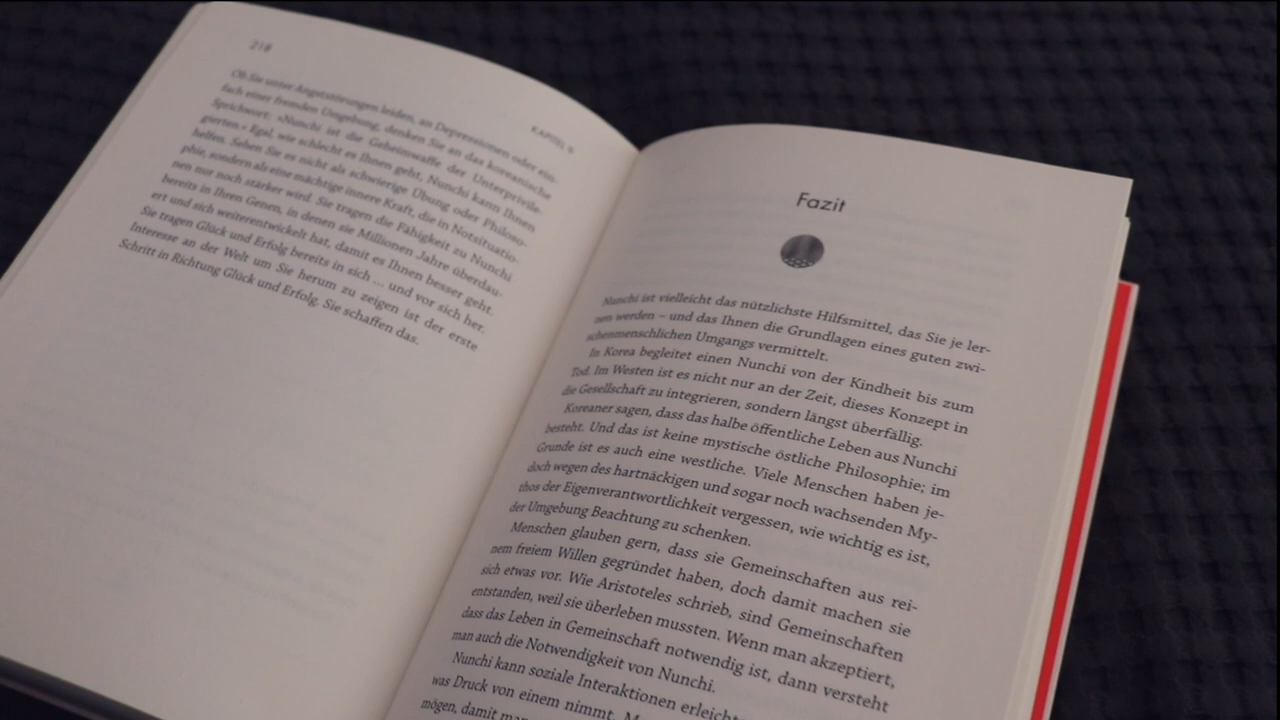 218
KAPITEL 9
Ob Sie unter Angststörungen leiden, an Depressionen oder ein-
fach einer fremden Umgebung, denken Sie an das koreanische
Sprichwort: «Nunchi ist die Geheimwaffe der Unterprivile-
gierten.» Egal, wie schlecht es Ihnen geht, Nunchi kann Ihnen
helfen. Sehen Sie es nicht als schwierige Übung oder Philoso-
phie, sondern als eine mächtige innere Kraft, die in Notsituatio-
nen nur noch stärker wird. Sie tragen die Fähigkeit zu Nunchi
bereits in Ihren Genen, in denen sie Millionen Jahre überdau-
ert und sich weiterentwickelt hat, damit es Ihnen besser geht.
Sie tragen Glück und Erfolg bereits in sich ... und vor sich her.
Interesse an der Welt um Sie herum zu zeigen ist der erste
Schritt in Richtung Glück und Erfolg. Sie schaffen das.
Fazit
Nunchi ist vielleicht das nützlichste Hilfsmittel, das Sie je ler-
nen werden – und das Ihnen die Grundlagen eines guten zwi-
schenmenschlichen Umgangs vermittelt.
In Korea begleitet einen Nunchi von der Kindheit bis zum
Tod. Im Westen ist es nicht nur an der Zeit, dieses Konzept in
die Gesellschaft zu integrieren, sondern längst überfällig.
Koreaner sagen, dass das halbe öffentliche Leben aus Nunchi
besteht. Und das ist keine mystische östliche Philosophie; im
Grunde ist es auch eine westliche. Viele Menschen haben je-
doch wegen des hartnäckigen und sogar noch wachsenden My-
thos der Eigenverantwortlichkeit vergessen, wie wichtig es ist,
der Umgebung Beachtung zu schenken.
Menschen glauben gern, dass sie Gemeinschaften aus rei-
nem freiem Willen gegründet haben, doch damit machen sie
sich etwas vor. Wie Aristoteles schrieb, sind Gemeinschaften
entstanden, weil sie überleben mussten. Wenn man akzeptiert,
dass das Leben in Gemeinschaft notwendig ist, dann versteht
man auch die Notwendigkeit von Nunchi.
Nunchi kann soziale Interaktionen
was Druck von einem nimmt.
mögen, damit